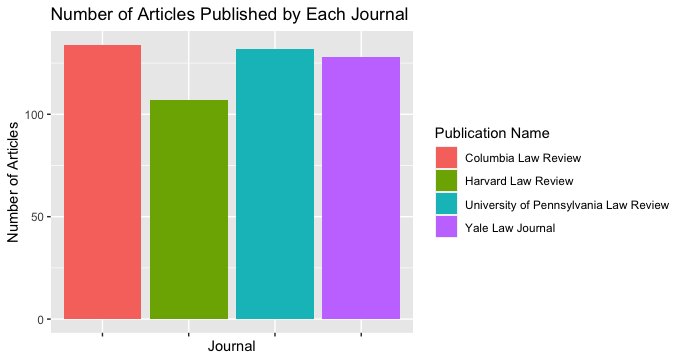 Number of Articles Published by Each Journal
Number of Articles
100
50
0
Journal
Publication Name
Columbia Law Review
Harvard Law Review
University of Pennsylvania Law Review
Yale Law Journal